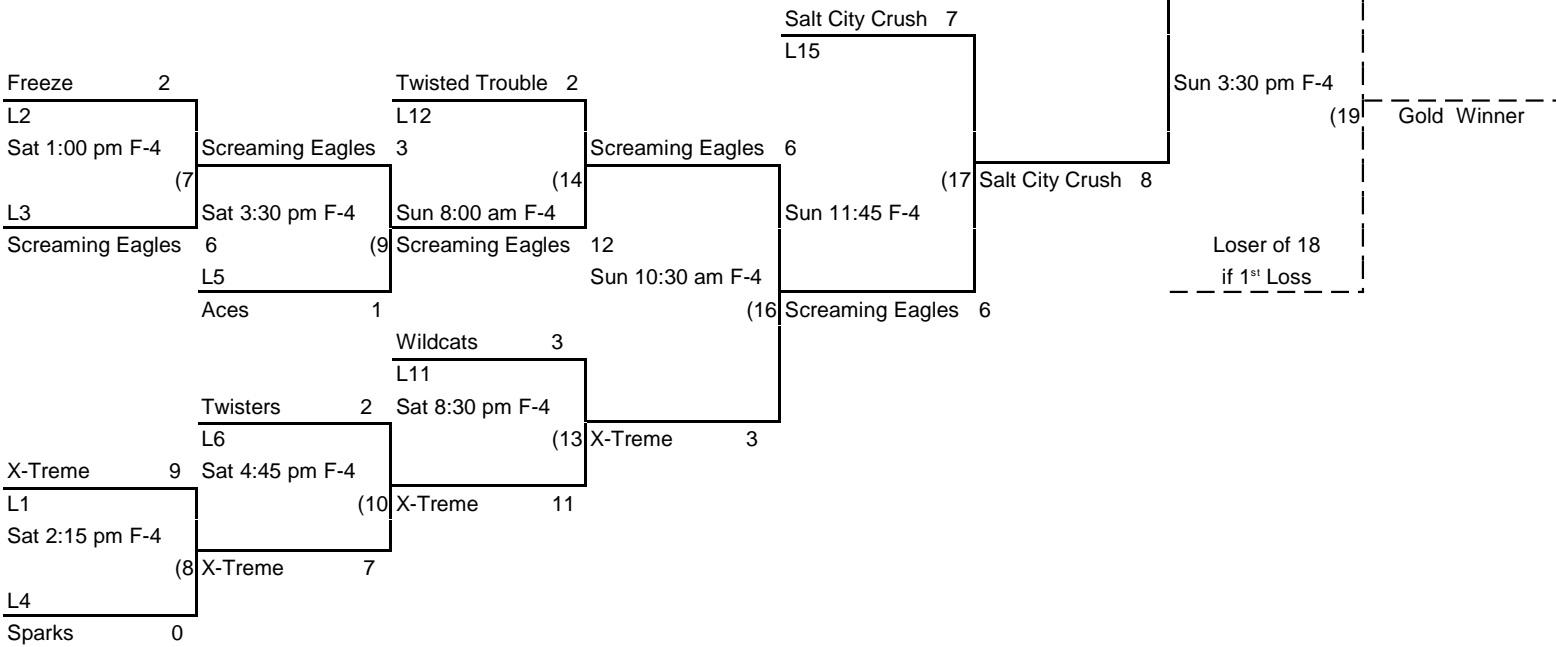 Salt City Crush 7
L15
Freeze 2
Twisted Trouble 2
Sun 3:30 pm F-4
L2
L12
(19
Gold Winner
Sat 1:00 pm F-4
Screaming Eagles 3
Screaming Eagles 6
(7
(14
(17
Salt City Crush 8
L3
Sat 3:30 pm F-4
Sun 8:00 am F-4
Sun 11:45 F-4
Screaming Eagles 6
(9
Screaming Eagles 12
Loser of 18
L5
Sun 10:30 am F-4
if 1st Loss
Aces 1
(16
Screaming Eagles 6
Wildcats 3
L11
Twisters 2
Sat 8:30 pm F-4
L6
(13
X-Treme 3
X-Treme 9
Sat 4:45 pm F-4
L1
(10
X-Treme 11
Sat 2:15 pm F-4
(8
X-Treme 7
L4
Sparks 0